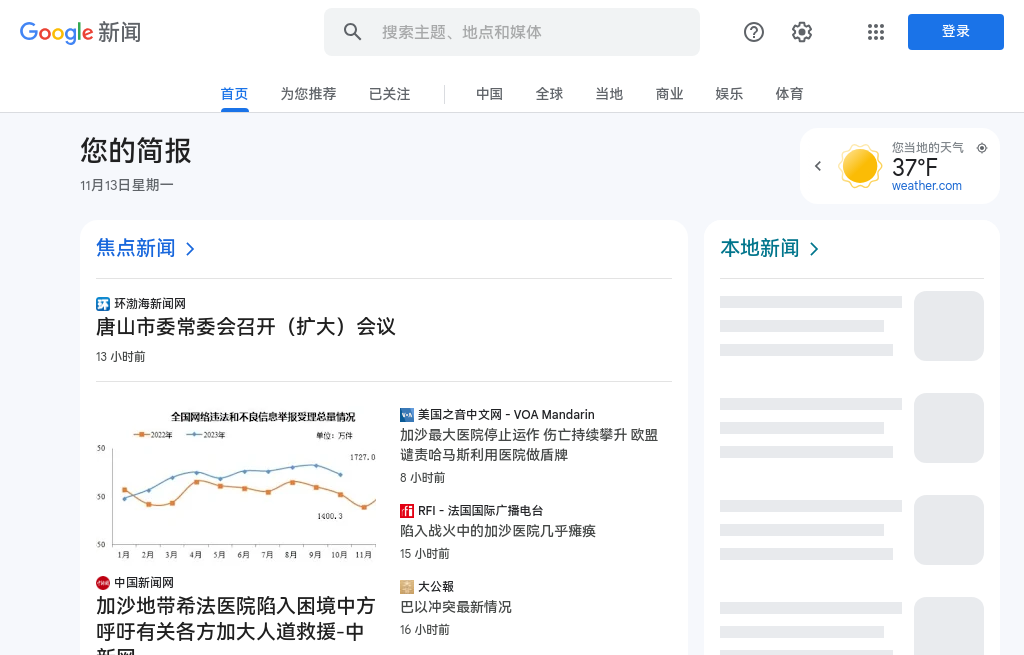 Google 新闻
搜索主题、地点和媒体
登录
首页
为您推荐
已关注
中国
全球
当地
商业
娱乐
体育
您的简报
11月13日星期一
您当地的天气
37°F
weather.com
焦点新闻
环渤海新闻网
唐山市委常委会召开（扩大）会议
13 小时前
全国网络违法和不良信息举报受理总量情况
2022年
2023年
单位：万件
1727.0
50
50
1400.3
50
1月 2月 3月 4月 5月 6月 7月 8月 9月 10月 11月
中国新闻网
加沙地带希法医院陷入困境中方
呼吁有关各方加大人道救援-中
新网
美国之音中文网 - VOA Mandarin
加沙最大医院停止运作 伤亡持续攀升 欧盟
谴责哈马斯利用医院做盾牌
8 小时前
RFI - 法国国际广播电台
陷入战火中的加沙医院几乎瘫痪
15 小时前
大公報
巴以冲突最新情况
16 小时前
本地新闻